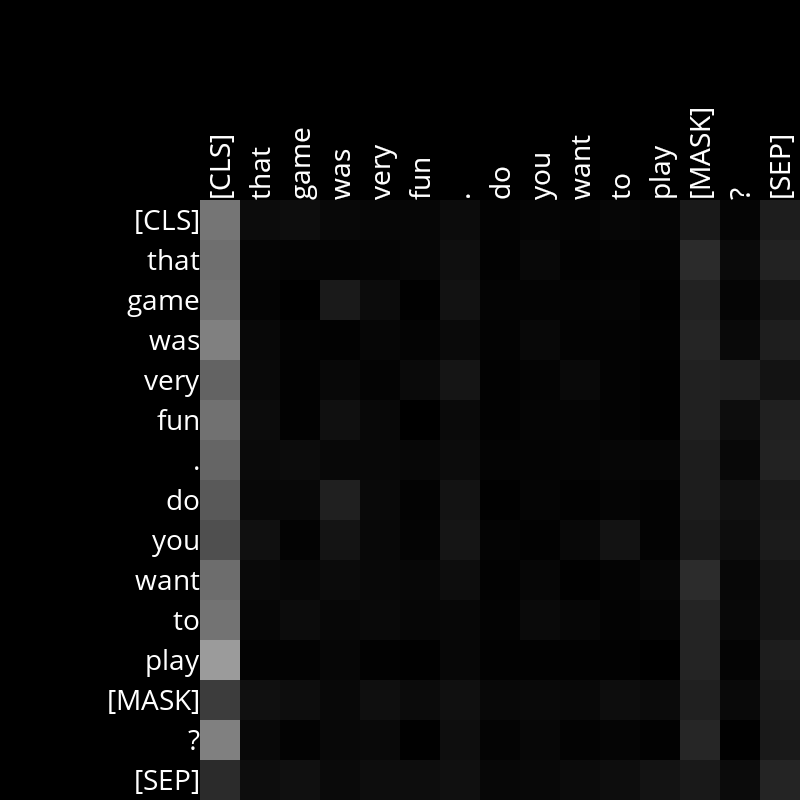 [CLS]
that
game
was
very
fun
.
do
you
want
to
play
[MASK]
?
[SEP]
[CLS]
that
game
was
very
fun
.
do
you
want
to
play
[MASK]
?
[SEP]